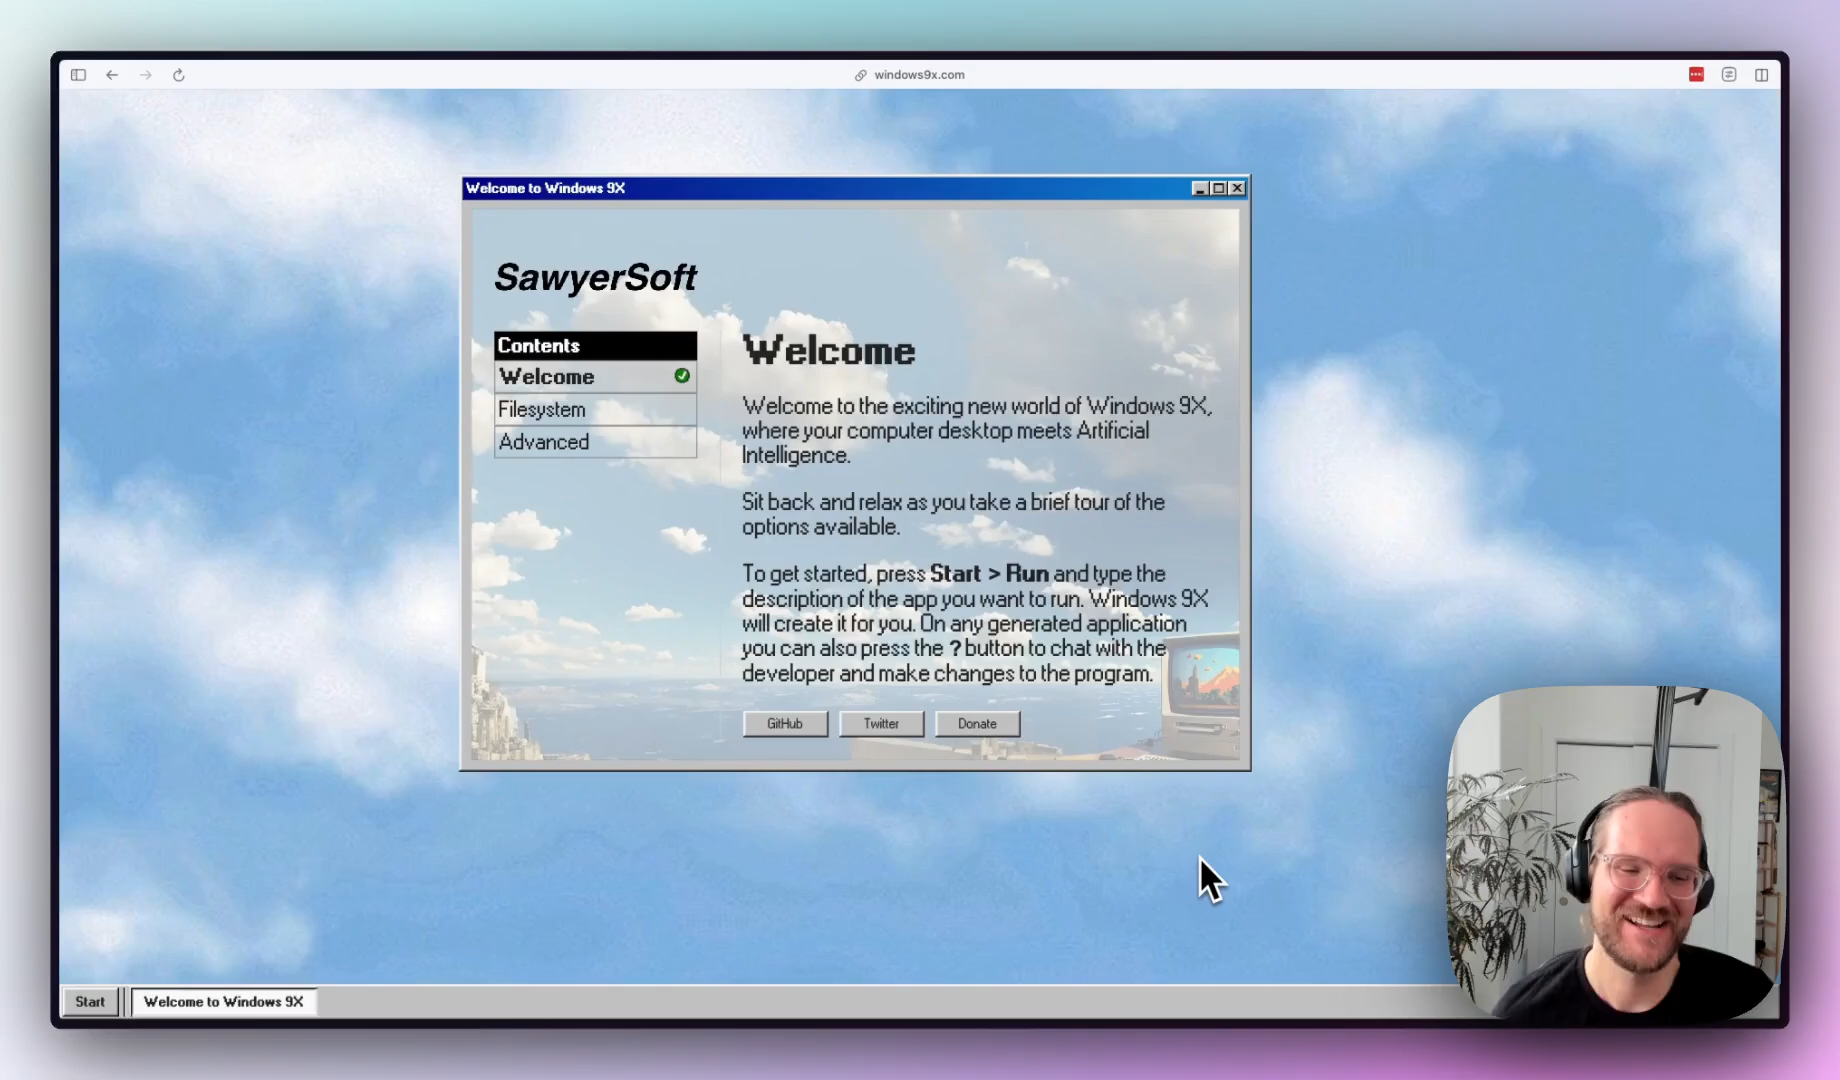 windows9x.com
Welcome to Windows 9X
SawyerSoft
Contents
Welcome
Filesystem
Advanced
Welcome
Welcome to the exciting new world of Windows 9X,
where your computer desktop meets Artificial
Intelligence.
Sit back and relax as you take a brief tour of the
options available.
To get started, press Start > Run and type the
description of the app you want to run. Windows 9X
will create it for you. On any generated application
you can also press the ? button to chat with the
developer and make changes to the program.
GitHub
Twitter
Donate
Start
Welcome to Windows 9X